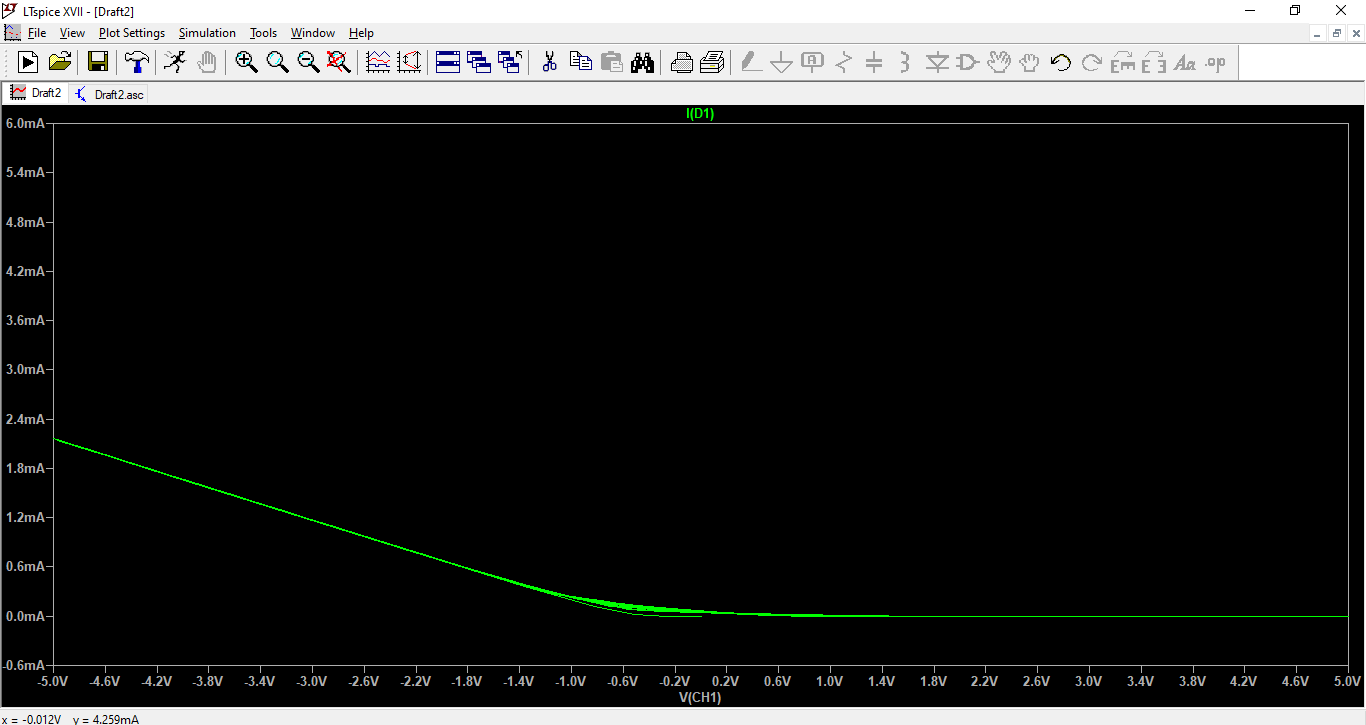 LTspice XVII - [Draft2]
File View Plot Settings Simulation Tools Window Help
Aa .op
Draft2 Draft2.asc
I(D1)
6.0mA
5.4mA
4.8mA
4.2mA
3.6mA
3.0mA
2.4mA
1.8mA
1.2mA
0.6mA
0.0mA
-0.6mA
-5.0V -4.6V -4.2V -3.8V -3.4V -3.0V -2.6V -2.2V -1.8V -1.4V -1.0V -0.6V -0.2V 0.2V 0.6V 1.0V 1.4V 1.8V 2.2V 2.6V 3.0V 3.4V 3.8V 4.2V 4.6V 5.0V
V(CH1)
x = -0.012V y = 4.259mA